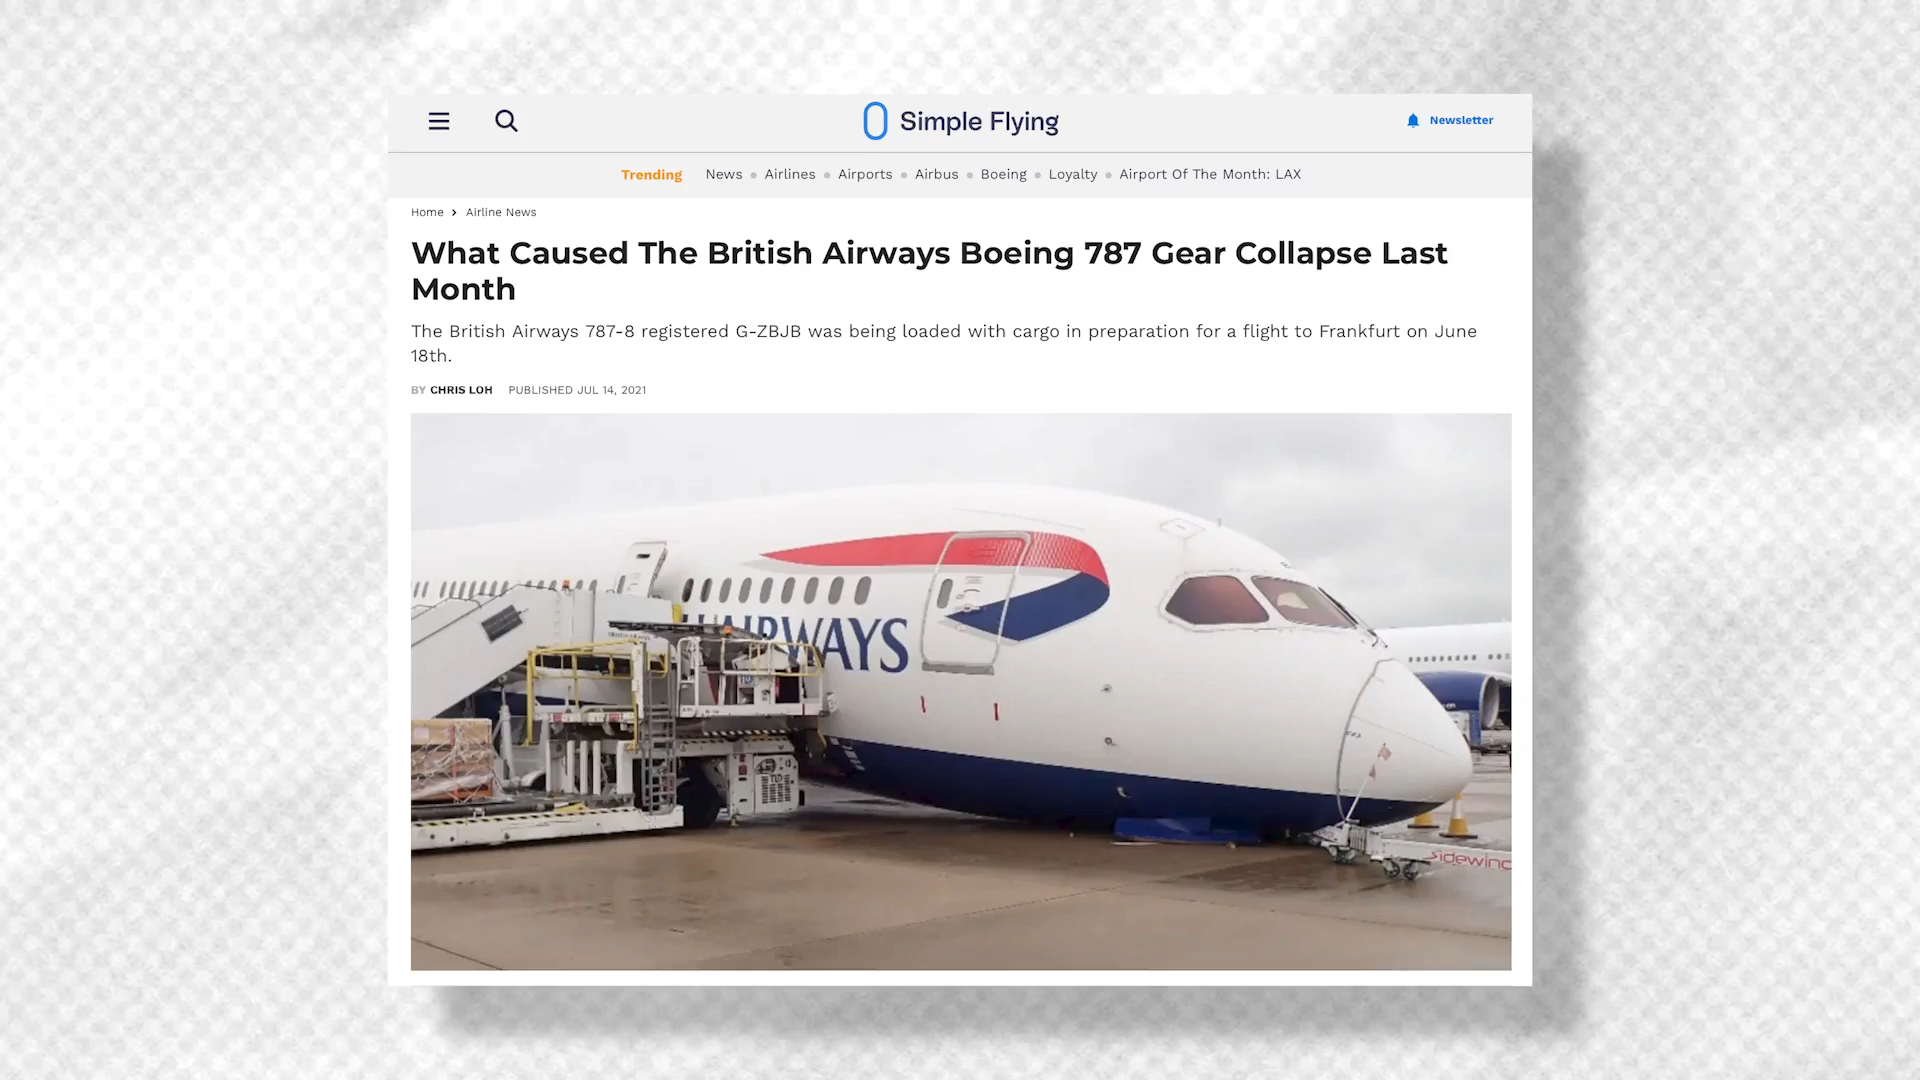 Simple Flying
Newsletter
Trending News Airlines Airports Airbus Boeing Loyalty Airport Of The Month: LAX
Home > Airline News
What Caused The British Airways Boeing 787 Gear Collapse Last
Month
The British Airways 787-8 registered G-ZBJB was being loaded with cargo in preparation for a flight to Frankfurt on June
18th.
BY CHRIS LOH PUBLISHED JUL 14, 2021
AIRWAYS
TLD
sidewinc